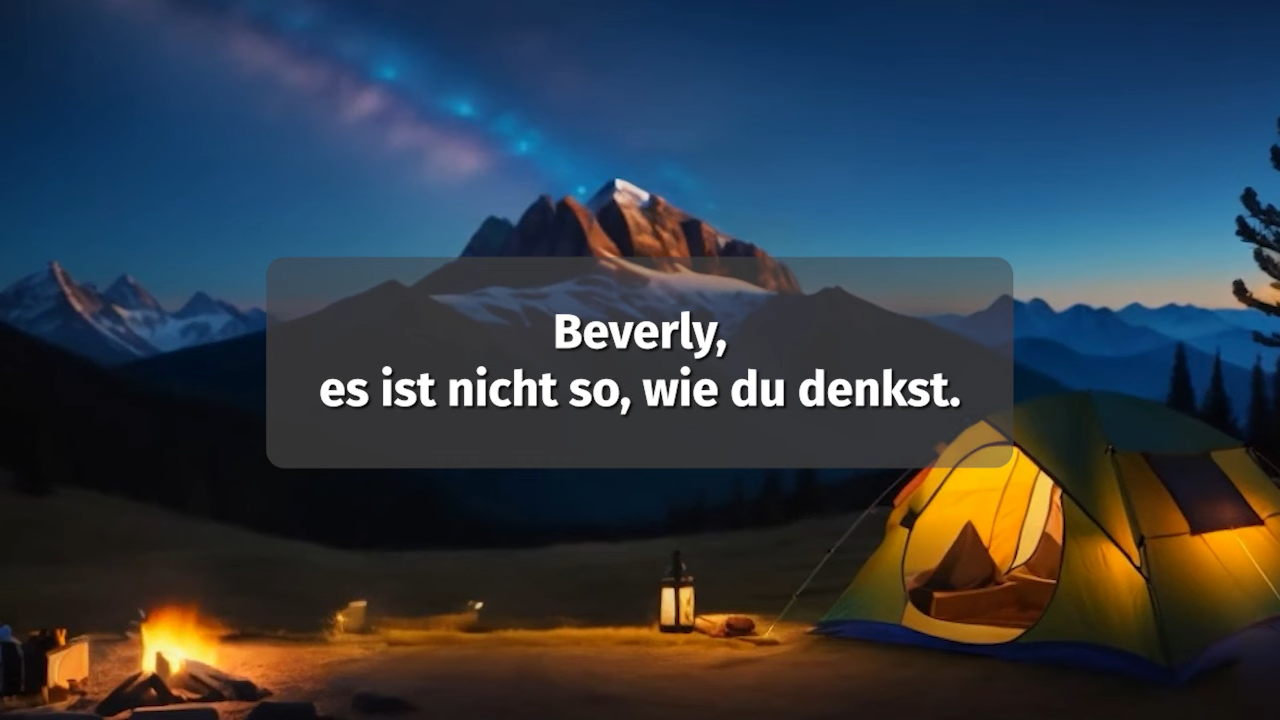 Beverly,
es ist nicht so, wie du denkst.